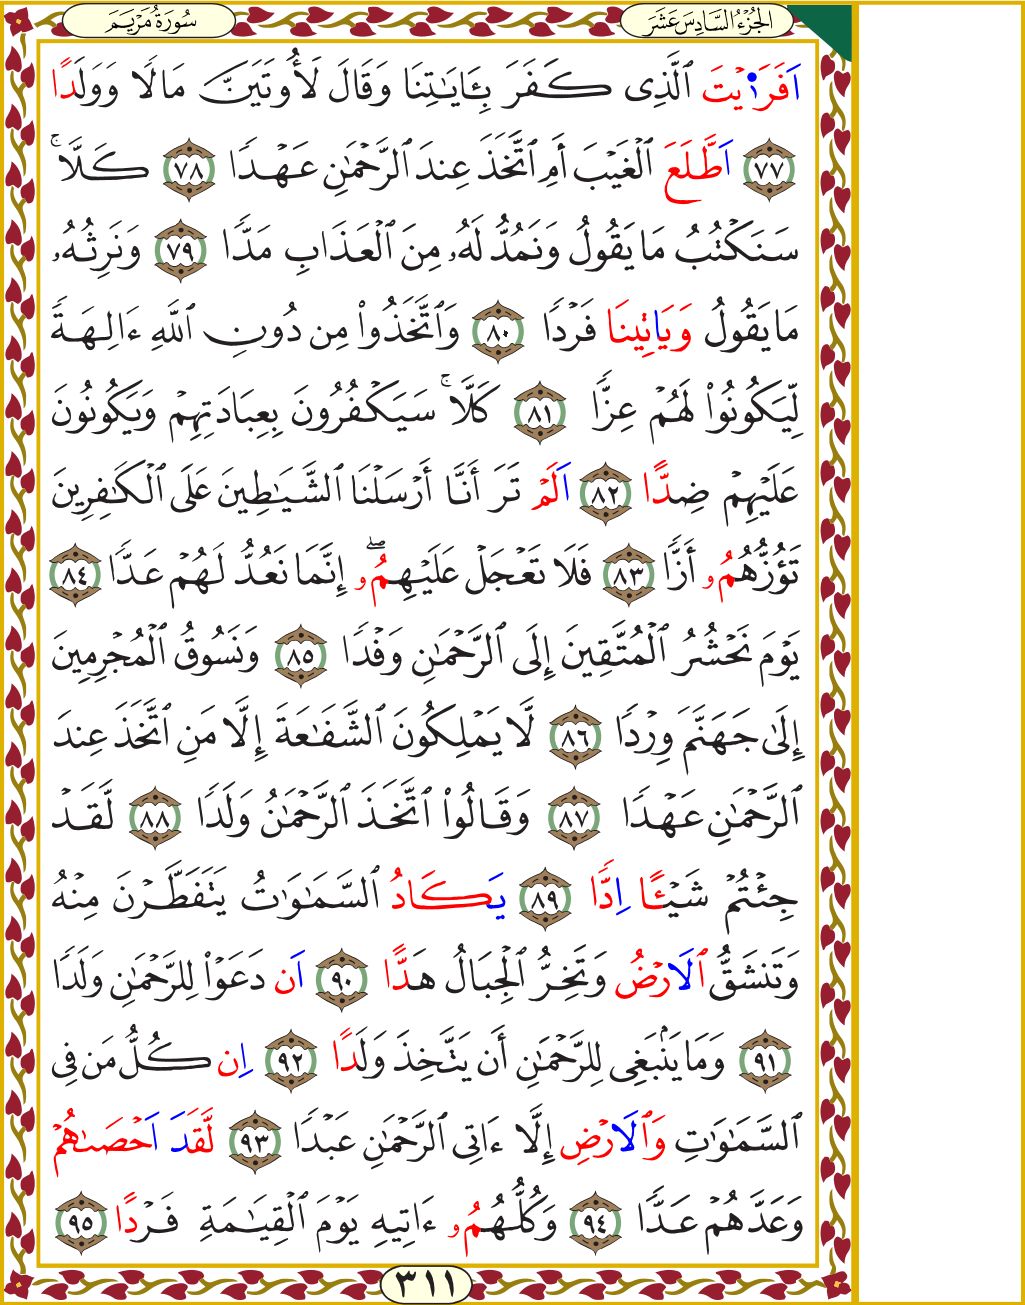 الجُزْءُ السَّادِسَ عَشَرَ
سُورَةُ مَرْيَمَ
اَفَرَٰٓيْتَ ٱلَّذِى كَفَرَ بِـَٔايَـٰتِنَا وَقَالَ لَأُوتَيَنَّ مَالًا وَوَلَدًا
٧٧ اَطَّلَعَ ٱلْغَيْبَ أَمِ ٱتَّخَذَ عِندَ ٱلرَّحْمَـٰنِ عَهْدًا ٧٨ كَلَّا ۚ
سَنَكْتُبُ مَا يَقُولُ وَنَمُدُّ لَهُۥ مِنَ ٱلْعَذَابِ مَدًّا ٧٩ وَنَرِثُهُۥ
مَا يَقُولُ وَيَاتِينَا فَرْدًا ٨٠ وَٱتَّخَذُوا۟ مِن دُونِ ٱللَّهِ ءَالِهَةً
لِّيَكُونُوا۟ لَهُمْ عِزًّا ٨١ كَلَّا ۚ سَيَكْفُرُونَ بِعِبَادَتِهِمْ وَيَكُونُونَ
عَلَيْهِمْ ضِدًّا ٨٢ اَلَمْ تَرَ أَنَّا أَرْسَلْنَا ٱلشَّيَـٰطِينَ عَلَى ٱلْكَـٰفِرِينَ
تَؤُزُّهُمُۥ أَزًّا ٨٣ فَلَا تَعْجَلْ عَلَيْهِمُۥ ۖ إِنَّمَا نَعُدُّ لَهُمْ عَدًّا ٨٤
يَوْمَ نَحْشُرُ ٱلْمُتَّقِينَ إِلَى ٱلرَّحْمَـٰنِ وَفْدًا ٨٥ وَنَسُوقُ ٱلْمُجْرِمِينَ
إِلَىٰ جَهَنَّمَ وِرْدًا ٨٦ لَّا يَمْلِكُونَ ٱلشَّفَـٰعَةَ إِلَّا مَنِ ٱتَّخَذَ عِندَ
ٱلرَّحْمَـٰنِ عَهْدًا ٨٧ وَقَالُوا۟ ٱتَّخَذَ ٱلرَّحْمَـٰنُ وَلَدًا ٨٨ لَّقَدْ
جِئْتُمْ شَيْـًٔا اِدًّا ٨٩ يَكَادُ ٱلسَّمَـٰوَٰتُ يَتَفَطَّرْنَ مِنْهُ
وَتَنشَقُّ ٱلَارْضُ وَتَخِرُّ ٱلْجِبَالُ هَدًّا ٩٠ اَن دَعَوْا۟ لِلرَّحْمَـٰنِ وَلَدًا
٩١ وَمَا يَنۢبَغِى لِلرَّحْمَـٰنِ أَن يَتَّخِذَ وَلَدًا ٩٢ اِن كُلُّ مَن فِى
ٱلسَّمَـٰوَٰتِ وَٱلَارْضِ إِلَّا ءَاتِى ٱلرَّحْمَـٰنِ عَبْدًا ٩٣ لَّقَدَ اَحْصَىٰهُمْ
وَعَدَّهُمْ عَدًّا ٩٤ وَكُلُّهُمُۥ ءَاتِيهِ يَوْمَ ٱلْقِيَـٰمَةِ فَرْدًا ٩٥
٣١١